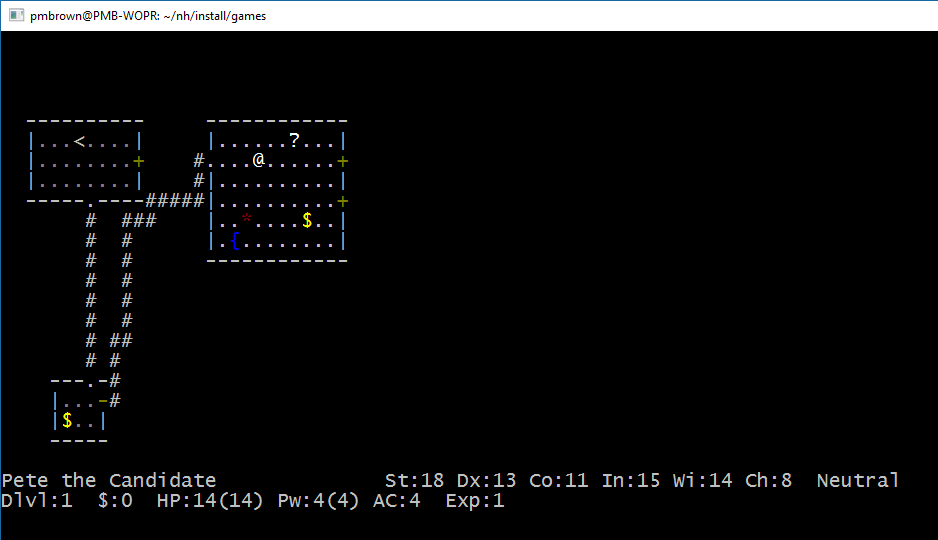 pmbrown@PMB-WOPR: ~/nh/install/games
  ----------     ------------
  |...<....|     |......?...|
  |........+    #....@......+
  |........|    #|..........|
  -----.----#####|..........+
       #  ###    |..*....$..|
       #  #      |.{........|
       #  #      ------------
       #  #
       #  #
       #  #
       # ##
       # #
    ---.-#
    |...-#
    |$..|
    -----
Pete the Candidate              St:18 Dx:13 Co:11 In:15 Wi:14 Ch:8  Neutral
Dlvl:1  $:0  HP:14(14) Pw:4(4) AC:4  Exp:1